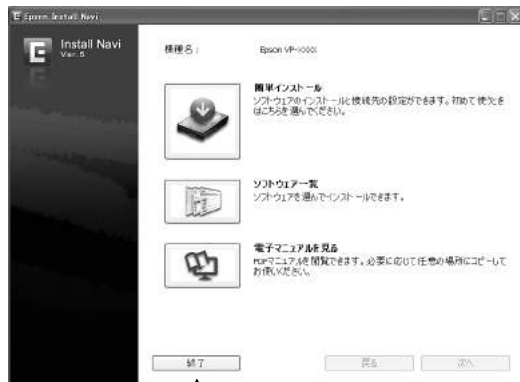 Epson Install Navi
Install Navi
Ver.5
機種名:
Epson VP-XXXX
簡単インストール
ソフトウェアのインストールと接続先の設定ができます。初めて使うとき
はこちらを選んでください。
ソフトウェア一覧
ソフトウェアを選んでインストールできます。
電子マニュアルを見る
PDFマニュアルを閲覧できます。必要に応じて任意の場所にコピーして
お使いください。
終了
戻る
次へ